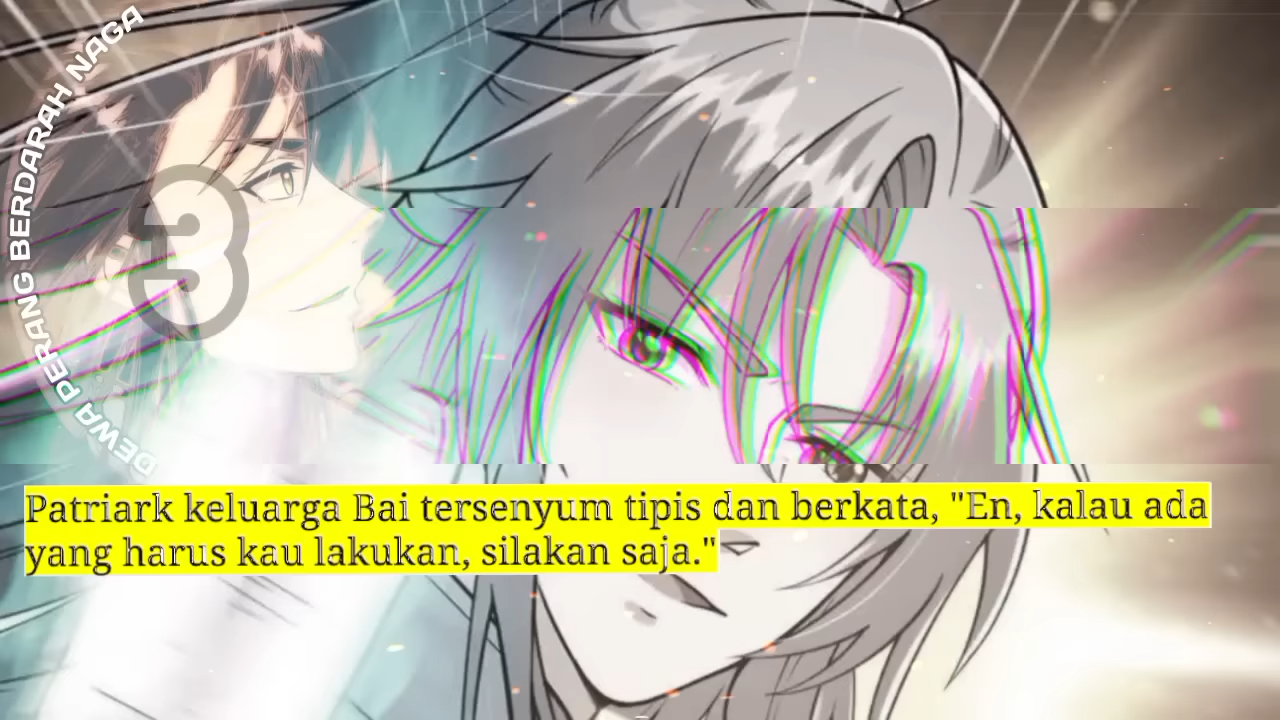 DEWA PERANG BERDARAH NAGA
Patriark keluarga Bai tersenyum tipis dan berkata, "En, kalau ada
yang harus kau lakukan, silakan saja."